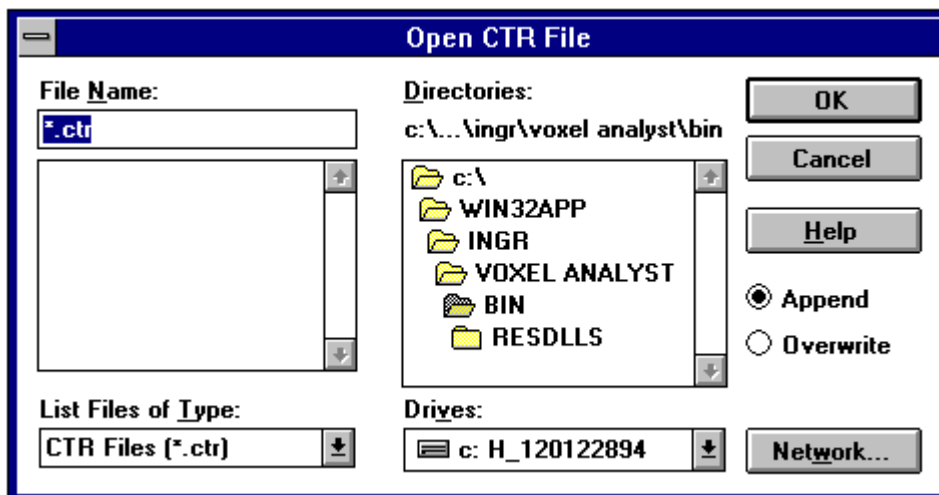 Open CTR File
File Name:
*.ctr
Directories:
c:\...\ingr\voxel analyst\bin
c:\
WIN32APP
INGR
VOXEL ANALYST
BIN
RESDLLS
OK
Cancel
Help
Append
Overwrite
List Files of Type:
CTR Files (*.ctr)
Drives:
c: H_120122894
Network...